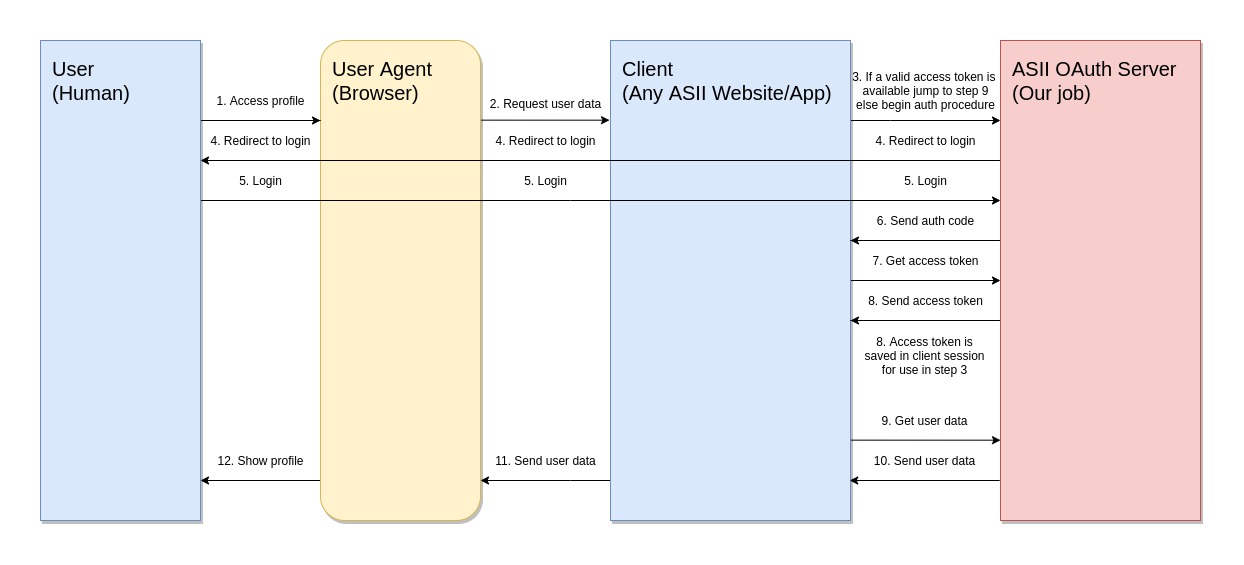 User
(Human)
User Agent
(Browser)
Client
(Any ASII Website/App)
ASII OAuth Server
(Our job)
1. Access profile
2. Request user data
3. If a valid access token is
available jump to step 9
else begin auth procedure
4. Redirect to login
4. Redirect to login
4. Redirect to login
5. Login
5. Login
5. Login
6. Send auth code
7. Get access token
8. Send access token
8. Access token is
saved in client session
for use in step 3
9. Get user data
12. Show profile
11. Send user data
10. Send user data